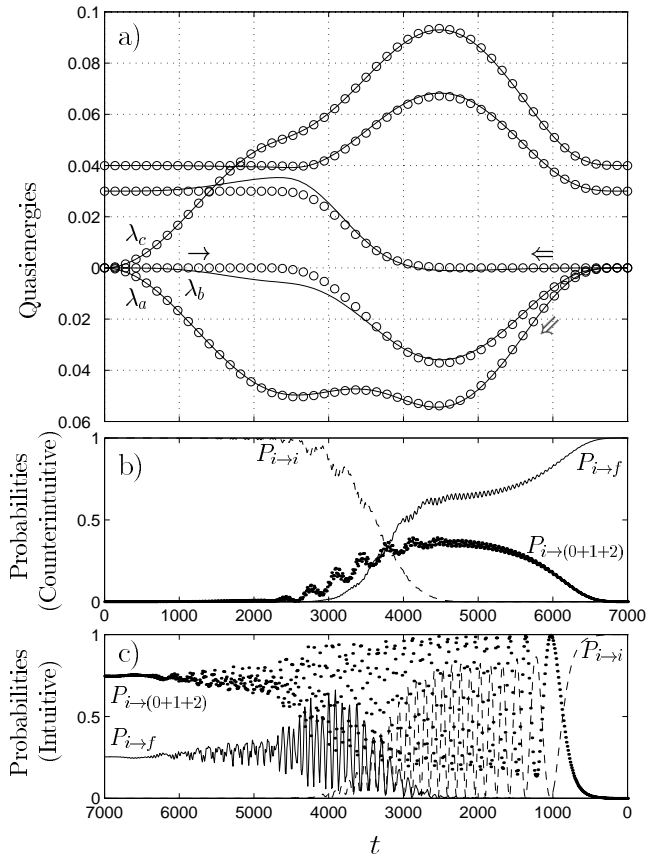 a)
Quasienergies
0.1
0.08
0.06
0.04
0.02
0
0.02
0.04
0.06
λc
→
⇐
λa
λb
⇙
b)
Probabilities
(Counterintuitive)
1
0.5
0
Pi→i
Pi→f
Pi→(0+1+2)
0 1000 2000 3000 4000 5000 6000 7000
c)
Probabilities
(Intuitive)
1
0.5
0
Pi→i
Pi→(0+1+2)
Pi→f
7000 6000 5000 4000 3000 2000 1000 0
t